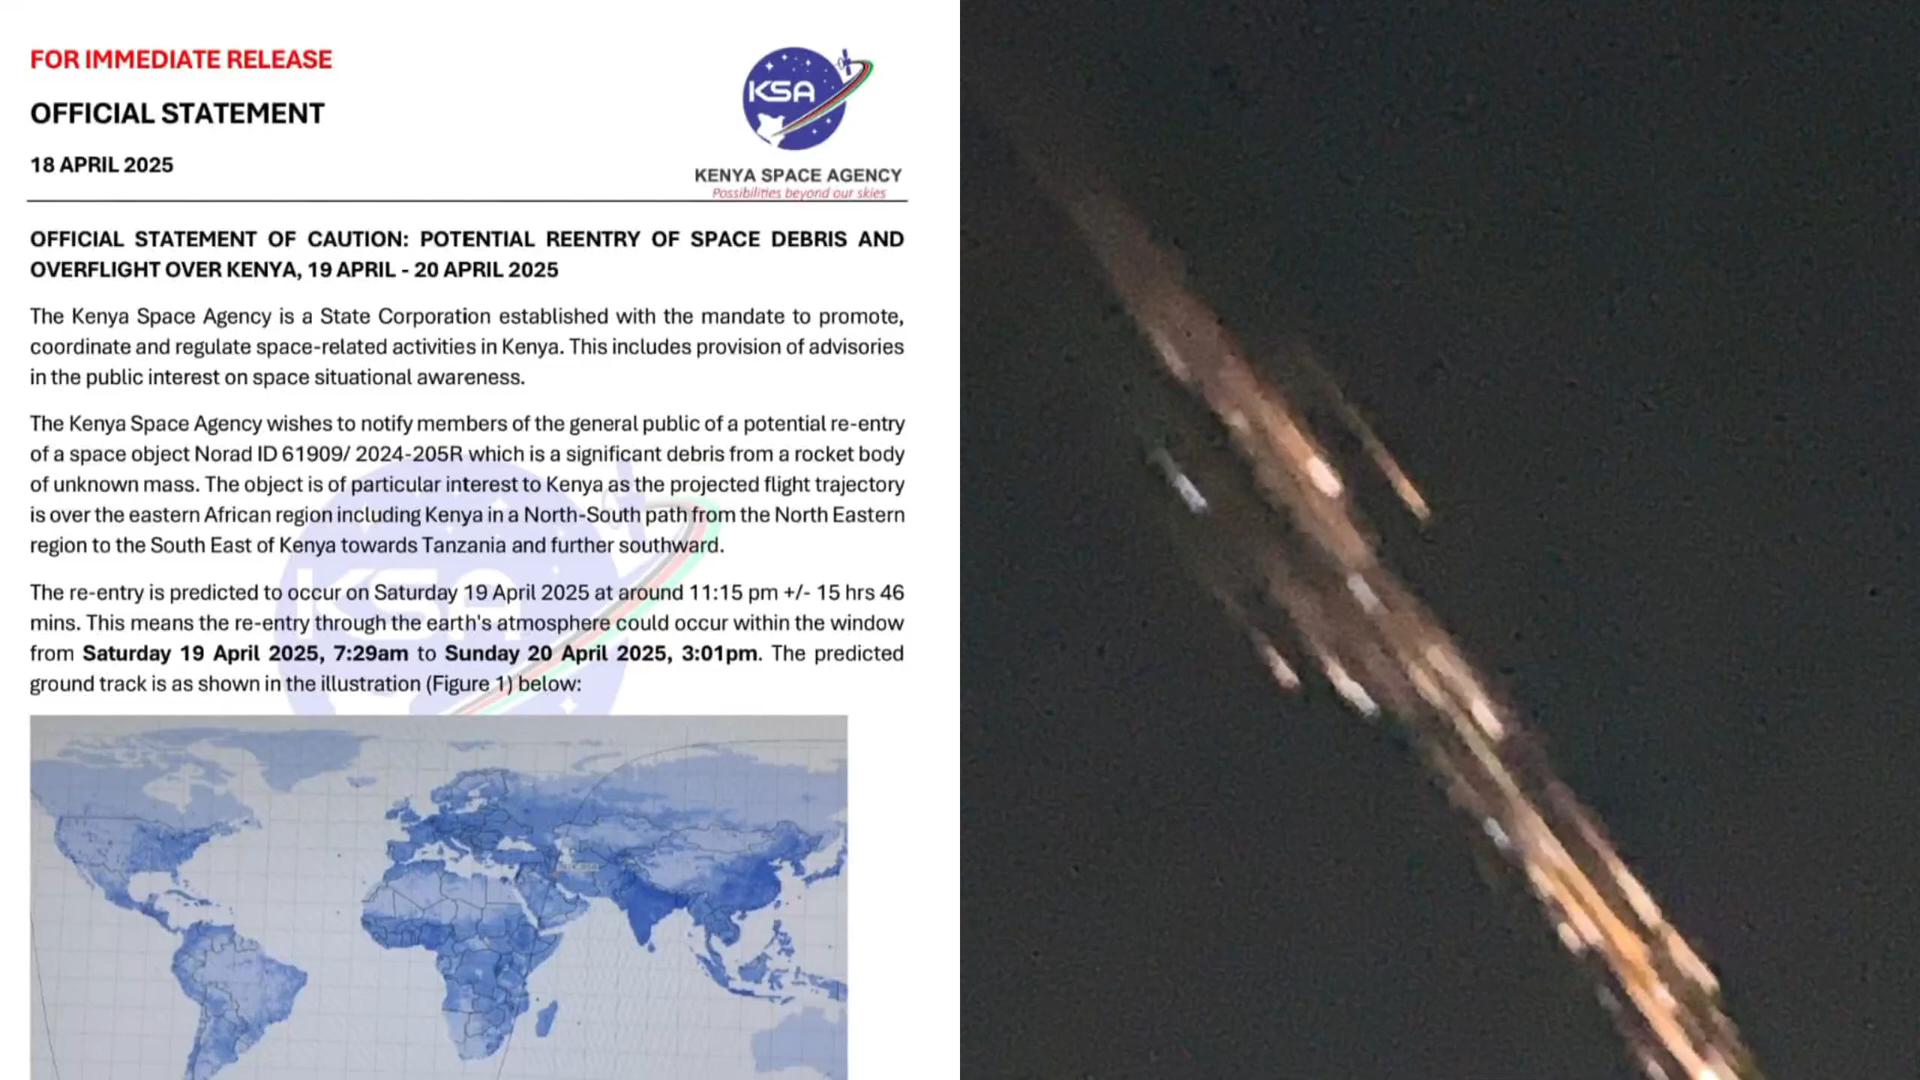 FOR IMMEDIATE RELEASE
OFFICIAL STATEMENT
18 APRIL 2025
KSA
KENYA SPACE AGENCY
Possibilities beyond our skies
OFFICIAL STATEMENT OF CAUTION: POTENTIAL REENTRY OF SPACE DEBRIS AND
OVERFLIGHT OVER KENYA, 19 APRIL - 20 APRIL 2025
The Kenya Space Agency is a State Corporation established with the mandate to promote,
coordinate and regulate space-related activities in Kenya. This includes provision of advisories
in the public interest on space situational awareness.
The Kenya Space Agency wishes to notify members of the general public of a potential re-entry
of a space object Norad ID 61909/ 2024-205R which is a significant debris from a rocket body
of unknown mass. The object is of particular interest to Kenya as the projected flight trajectory
is over the eastern African region including Kenya in a North-South path from the North Eastern
region to the South East of Kenya towards Tanzania and further southward.
The re-entry is predicted to occur on Saturday 19 April 2025 at around 11:15 pm +/- 15 hrs 46
mins. This means the re-entry through the earth's atmosphere could occur within the window
from Saturday 19 April 2025, 7:29am to Sunday 20 April 2025, 3:01pm. The predicted
ground track is as shown in the illustration (Figure 1) below:
KSA